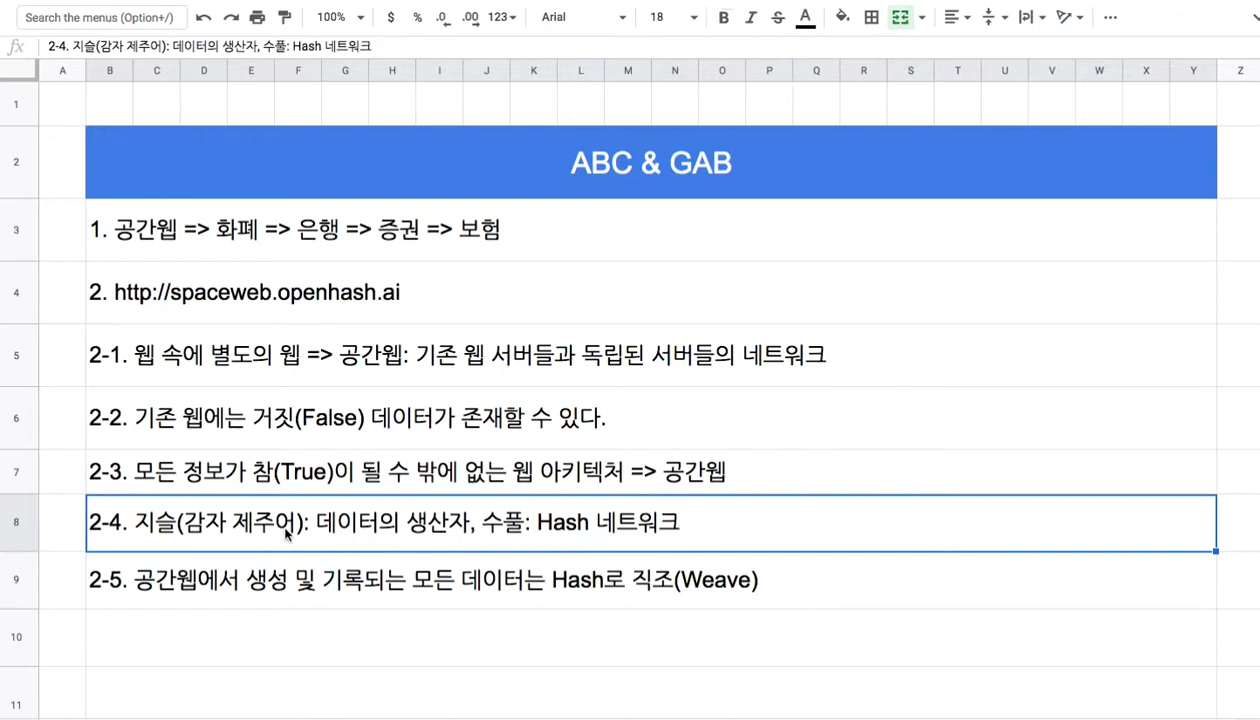 Search the menus (Option+/) 100% $ % .0 .00 123 Arial 18 B I S A
fx 2-4. 지슬(감자 제주어): 데이터의 생산자, 수풀: Hash 네트워크
A B C D E F G H I J K L M N O P Q R S T U V W X Y Z
1
2 ABC & GAB
3 1. 공간웹 => 화폐 => 은행 => 증권 => 보험
4 2. http://spaceweb.openhash.ai
5 2-1. 웹 속에 별도의 웹 => 공간웹: 기존 웹 서버들과 독립된 서버들의 네트워크
6 2-2. 기존 웹에는 거짓(False) 데이터가 존재할 수 있다.
7 2-3. 모든 정보가 참(True)이 될 수 밖에 없는 웹 아키텍처 => 공간웹
8 2-4. 지슬(감자 제주어): 데이터의 생산자, 수풀: Hash 네트워크
9 2-5. 공간웹에서 생성 및 기록되는 모든 데이터는 Hash로 직조(Weave)
10
11